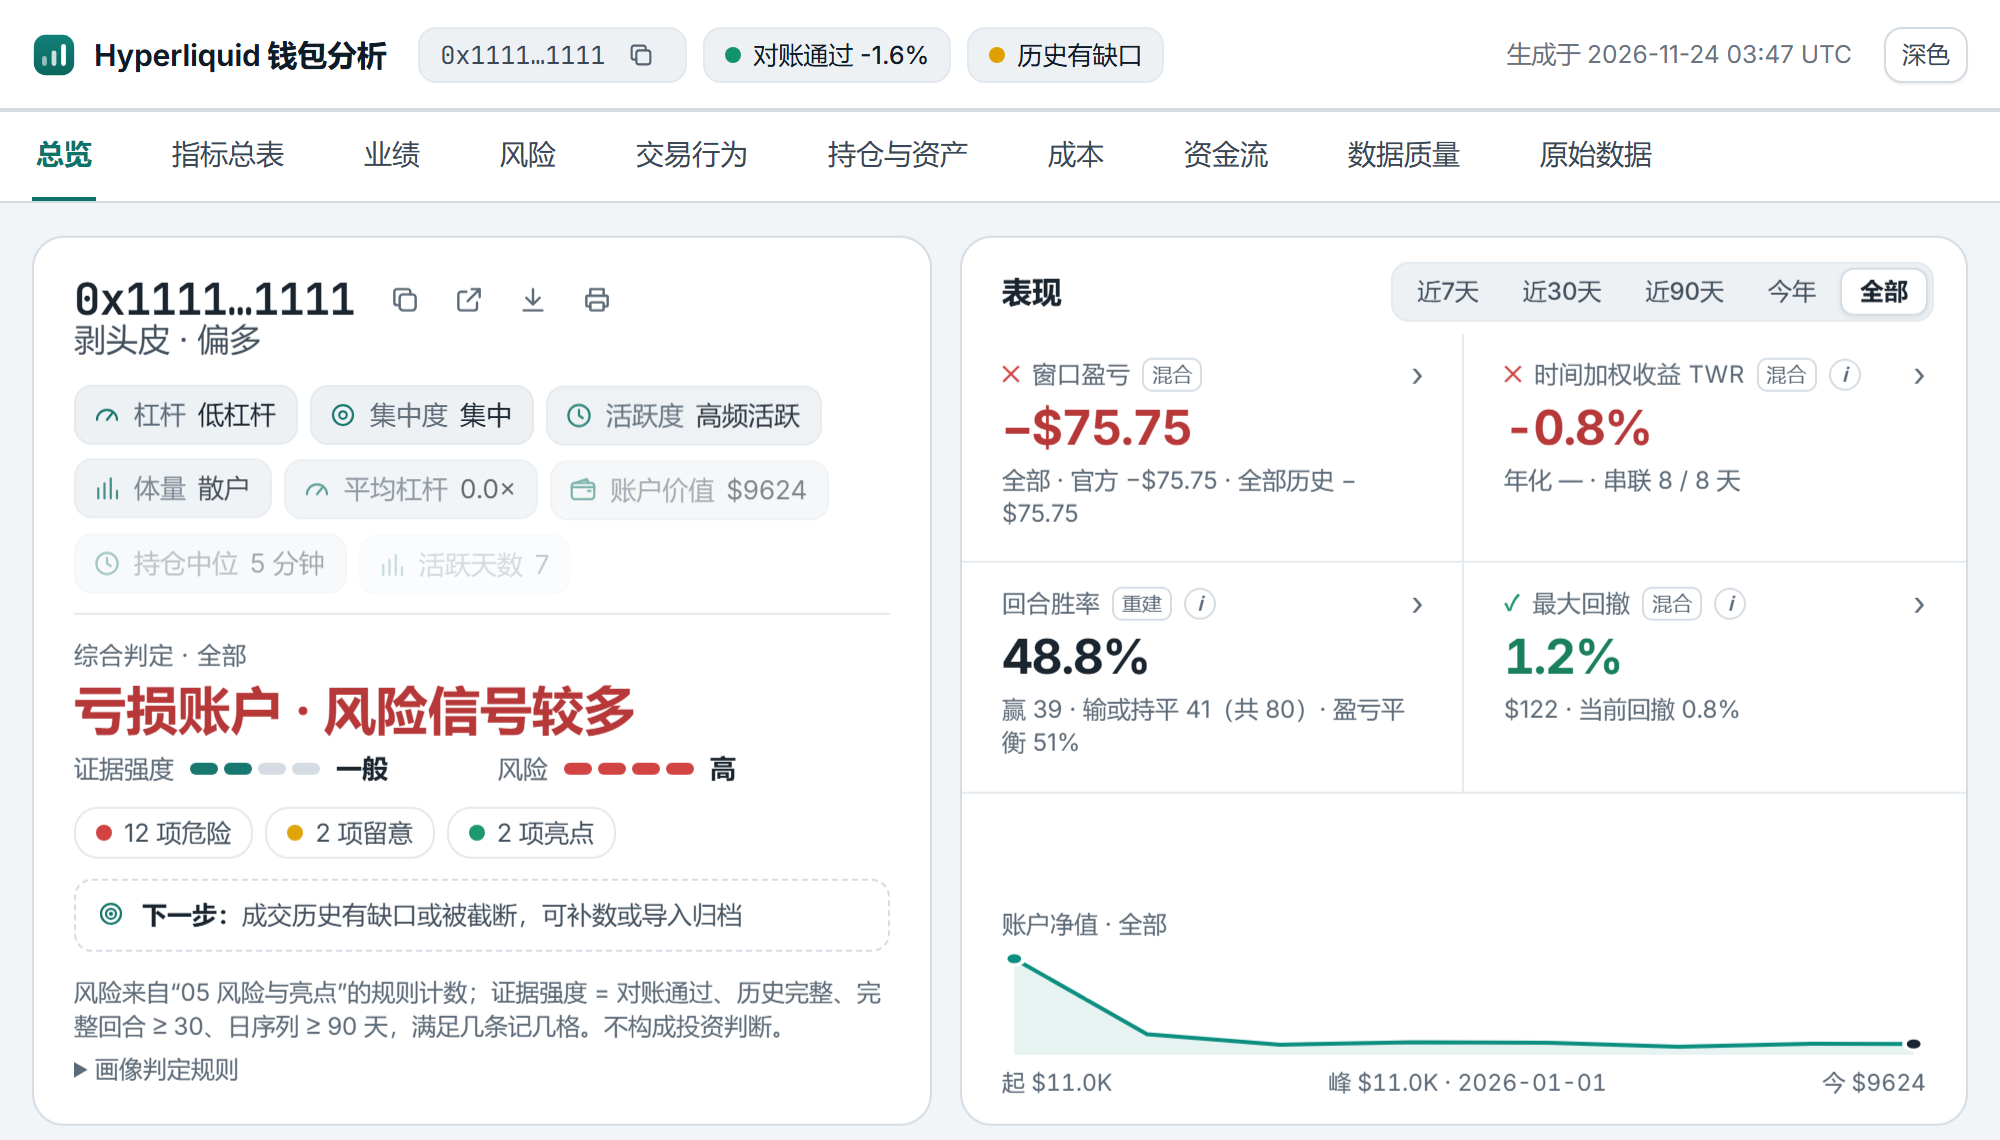 Hyperliquid 钱包分析
0x1111…1111
对账通过 -1.6%
历史有缺口
生成于 2026-11-24 03:47 UTC
深色
总览
指标总表
业绩
风险
交易行为
持仓与资产
成本
资金流
数据质量
原始数据
0x1111…1111
剥头皮 · 偏多
杠杆 低杠杆
集中度 集中
活跃度 高频活跃
体量 散户
平均杠杆 0.0×
账户价值 $9624
持仓中位 5 分钟
活跃天数 7
综合判定 · 全部
亏损账户 · 风险信号较多
证据强度 一般
风险 高
12 项危险
2 项留意
2 项亮点
下一步：成交历史有缺口或被截断，可补数或导入归档
风险来自“05 风险与亮点”的规则计数；证据强度 = 对账通过、历史完整、完
整回合 ≥ 30、日序列 ≥ 90 天，满足几条记几格。不构成投资判断。
▶ 画像判定规则
表现
近7天
近30天
近90天
今年
全部
窗口盈亏 混合
−$75.75
全部 · 官方 −$75.75 · 全部历史 −
$75.75
时间加权收益 TWR 混合 i
-0.8%
年化 — · 串联 8 / 8 天
回合胜率 重建 i
48.8%
赢 39 · 输或持平 41（共 80）· 盈亏平
衡 51%
最大回撤 混合 i
1.2%
$122 · 当前回撤 0.8%
账户净值 · 全部
起 $11.0K
峰 $11.0K · 2026-01-01
今 $9624